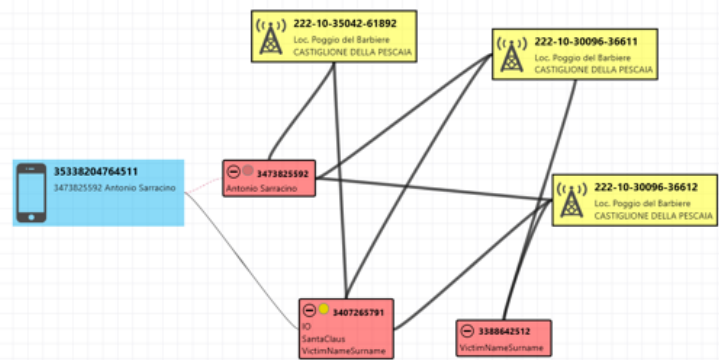 222-10-35042-61892
Loc. Poggio del Barbiere
CASTIGLIONE DELLA PESCAIA
222-10-30096-36611
Loc. Poggio del Barbiere
CASTIGLIONE DELLA PESCAIA
35338204764511
3473825592 Antonio Sarracino
3473825592
Antonio Sarracino
222-10-30096-36612
Loc. Poggio del Barbiere
CASTIGLIONE DELLA PESCAIA
3407265791
IO
SantaClaus
VictimNameSurname
3388642512
VictimNameSurname